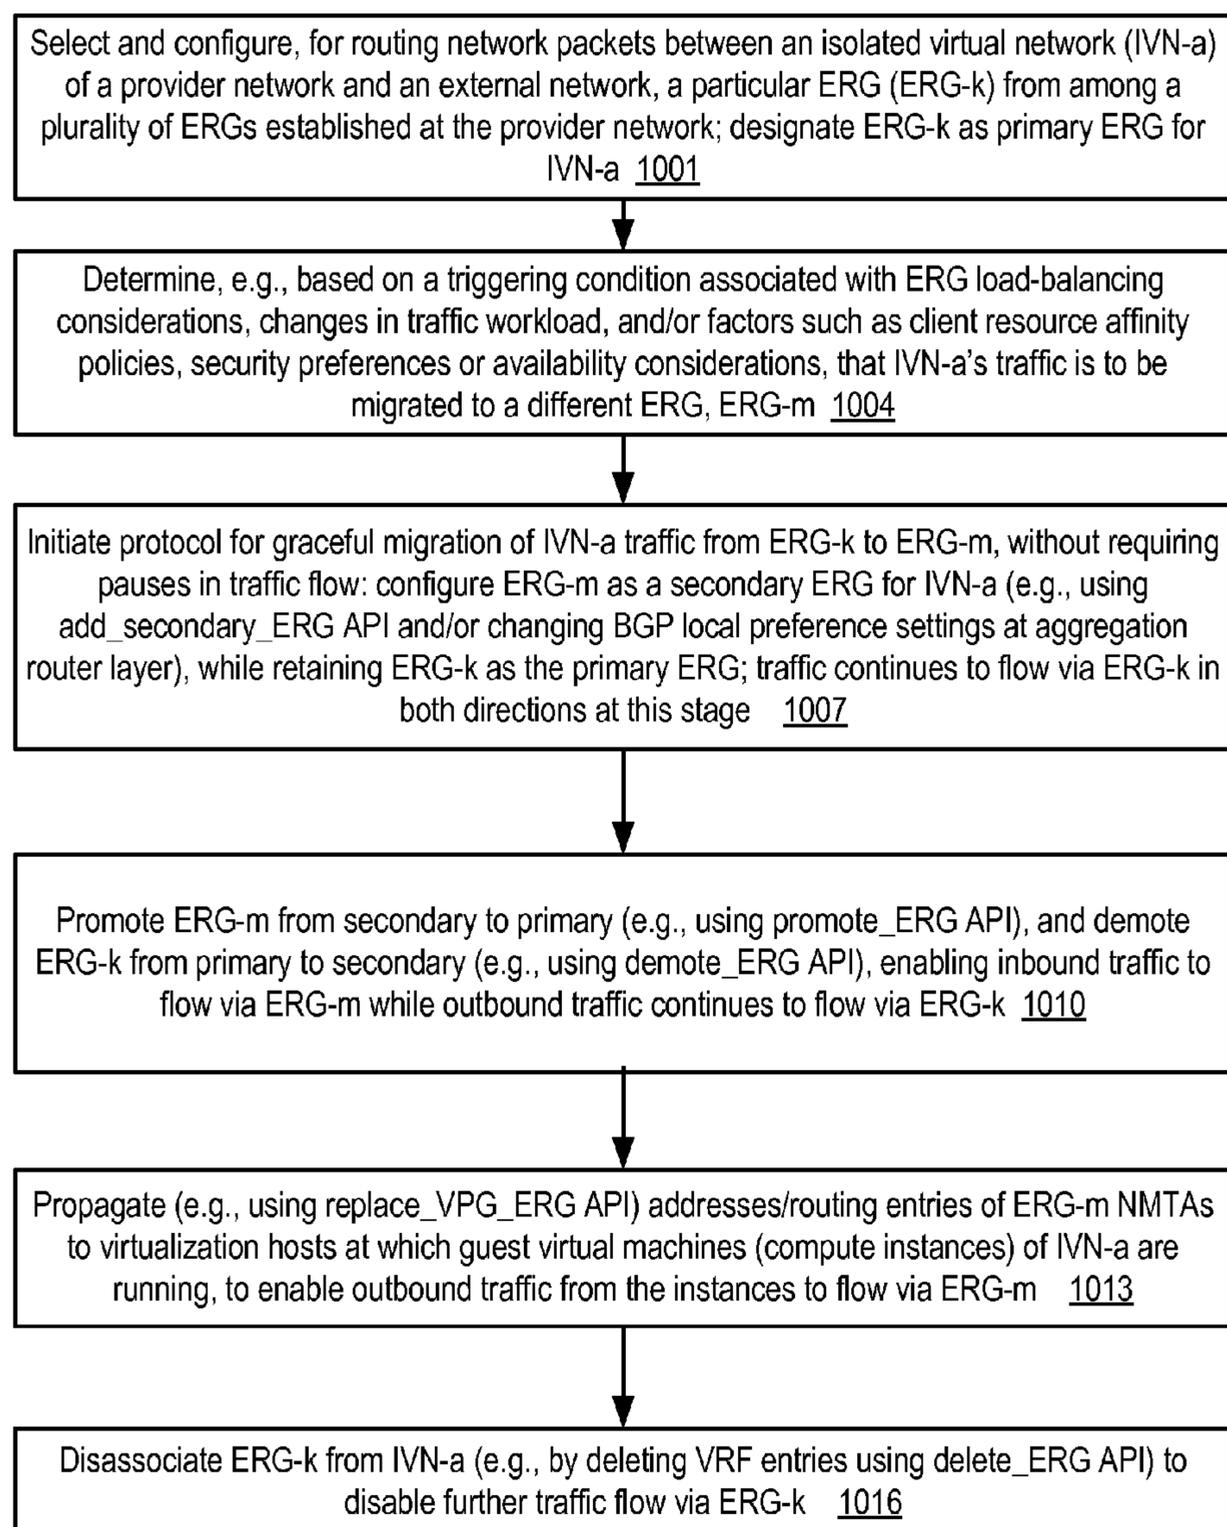 Select and configure, for routing network packets between an isolated virtual network (IVN-a)
of a provider network and an external network, a particular ERG (ERG-k) from among a
plurality of ERGs established at the provider network; designate ERG-k as primary ERG for
IVN-a 1001
Determine, e.g., based on a triggering condition associated with ERG load-balancing
considerations, changes in traffic workload, and/or factors such as client resource affinity
policies, security preferences or availability considerations, that IVN-a's traffic is to be
migrated to a different ERG, ERG-m 1004
Initiate protocol for graceful migration of IVN-a traffic from ERG-k to ERG-m, without requiring
pauses in traffic flow: configure ERG-m as a secondary ERG for IVN-a (e.g., using
add_secondary_ERG API and/or changing BGP local preference settings at aggregation
router layer), while retaining ERG-k as the primary ERG; traffic continues to flow via ERG-k in
both directions at this stage 1007
Promote ERG-m from secondary to primary (e.g., using promote_ERG API), and demote
ERG-k from primary to secondary (e.g., using demote_ERG API), enabling inbound traffic to
flow via ERG-m while outbound traffic continues to flow via ERG-k 1010
Propagate (e.g., using replace_VPG_ERG API) addresses/routing entries of ERG-m NMTAs
to virtualization hosts at which guest virtual machines (compute instances) of IVN-a are
running, to enable outbound traffic from the instances to flow via ERG-m 1013
Disassociate ERG-k from IVN-a (e.g., by deleting VRF entries using delete_ERG API) to
disable further traffic flow via ERG-k 1016